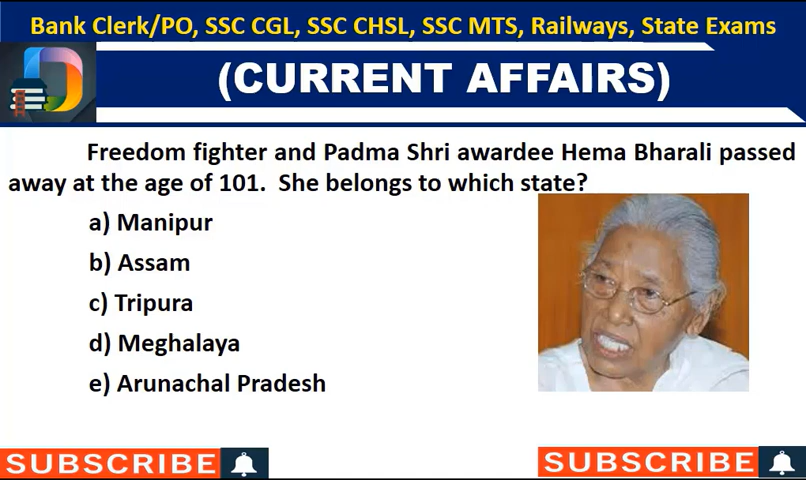 Bank Clerk/PO, SSC CGL, SSC CHSL, SSC MTS, Railways, State Exams
(CURRENT AFFAIRS)
Freedom fighter and Padma Shri awardee Hema Bharali passed
away at the age of 101. She belongs to which state?
a) Manipur
b) Assam
c) Tripura
d) Meghalaya
e) Arunachal Pradesh
SUBSCRIBE
SUBSCRIBE